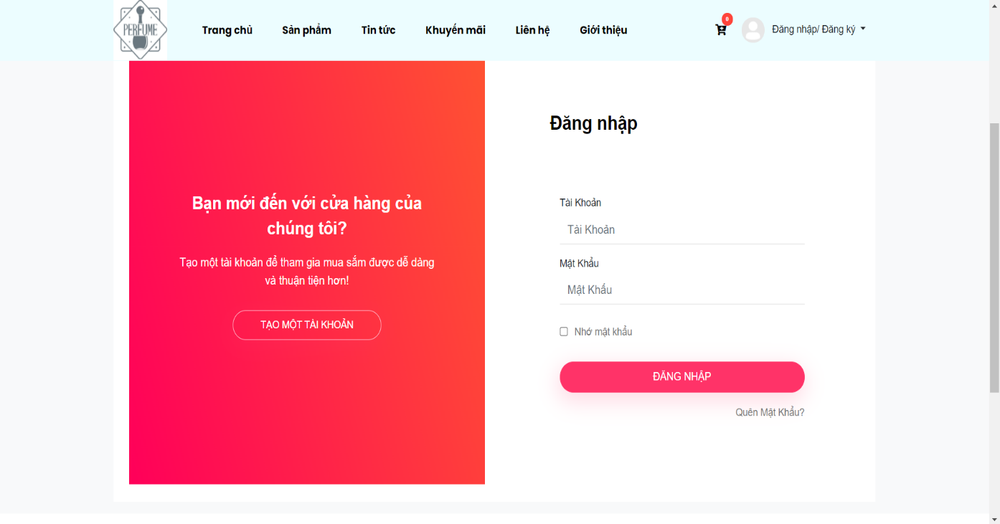 PERFUME
Trang chủ Sản phẩm Tin tức Khuyến mãi Liên hệ Giới thiệu 0 Đăng nhập/ Đăng ký
Bạn mới đến với cửa hàng của
chúng tôi?
Tạo một tài khoản để tham gia mua sắm được dễ dàng
và thuận tiện hơn!
TẠO MỘT TÀI KHOẢN
Đăng nhập
Tài Khoản
Tài Khoản
Mật Khẩu
Mật Khẩu
Nhớ mật khẩu
ĐĂNG NHẬP
Quên Mật Khẩu?